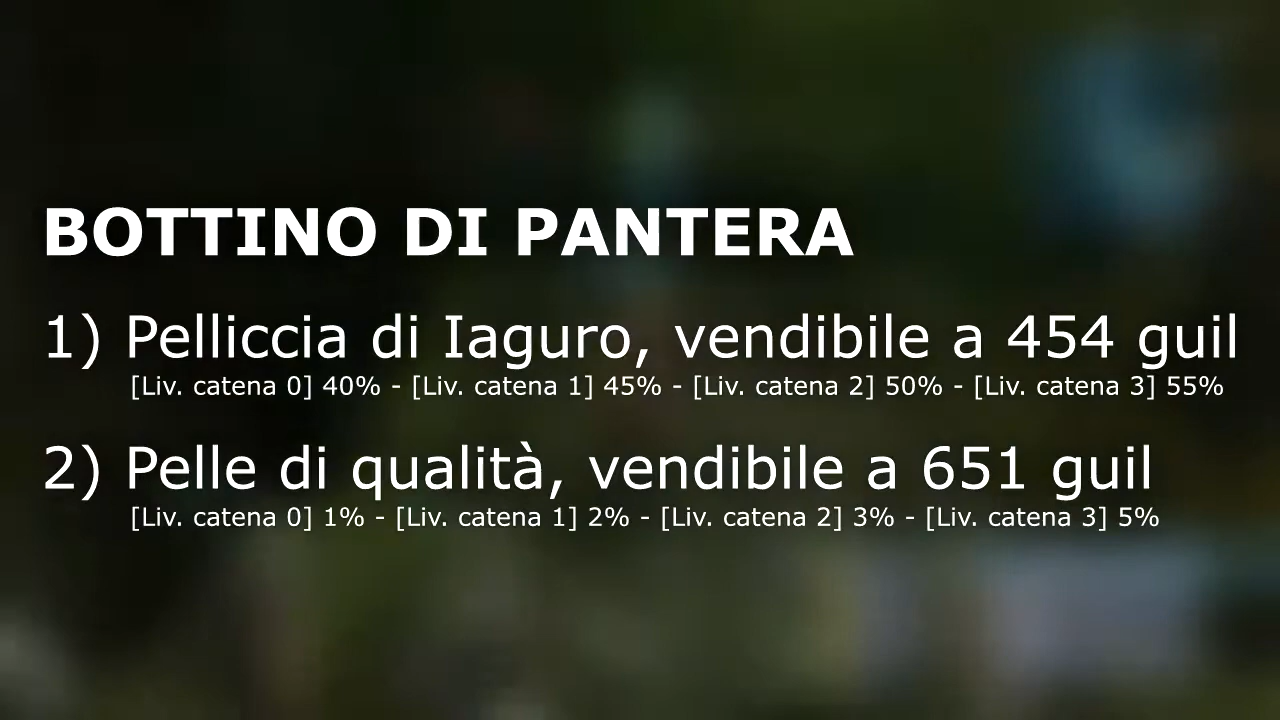 BOTTINO DI PANTERA
1) Pelliccia di Iaguro, vendibile a 454 guil
[Liv. catena 0] 40% - [Liv. catena 1] 45% - [Liv. catena 2] 50% - [Liv. catena 3] 55%
2) Pelle di qualità, vendibile a 651 guil
[Liv. catena 0] 1% - [Liv. catena 1] 2% - [Liv. catena 2] 3% - [Liv. catena 3] 5%